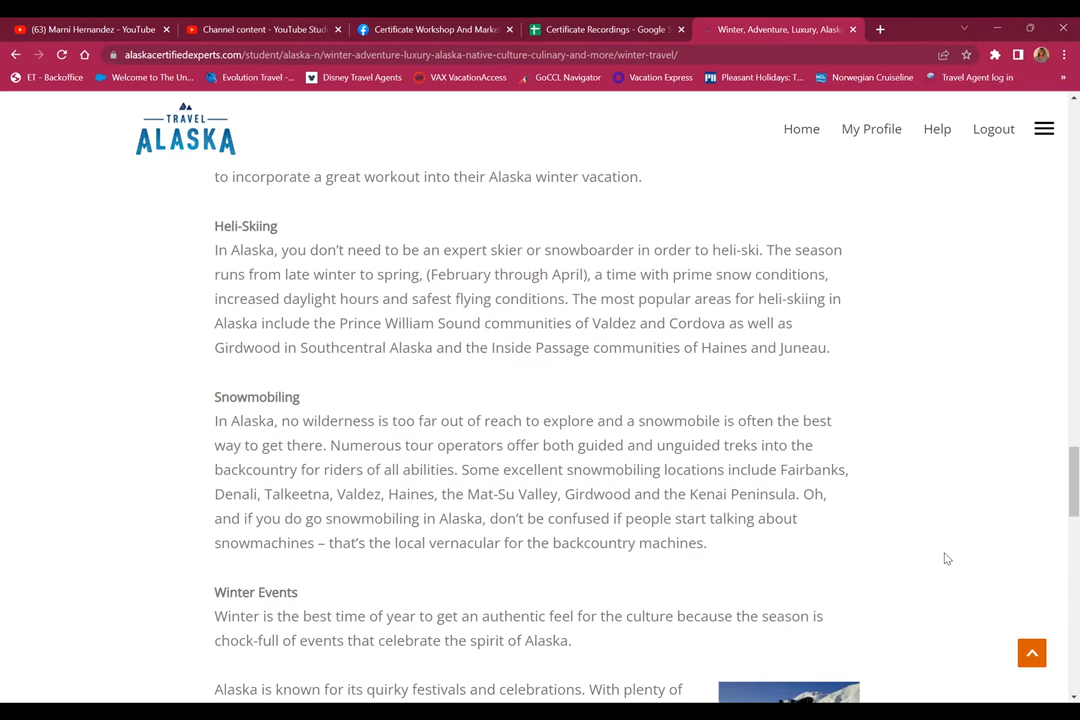 (63) Marni Hernandez - YouTube
Channel content - YouTube Studi
Certificate Workshop And Marke
Certificate Recordings - Google S
Winter, Adventure, Luxury, Alaska
alaskacertifiedexperts.com/student/alaska-n/winter-adventure-luxury-alaska-native-culture-culinary-and-more/winter-travel/
ET - Backoffice
Welcome to The Un...
Evolution Travel -...
Disney Travel Agents
VAX VacationAccess
GoCCL Navigator
Vacation Express
Pleasant Holidays: T...
Norwegian Cruiseline
Travel Agent log in
TRAVEL
ALASKA
Home
My Profile
Help
Logout
to incorporate a great workout into their Alaska winter vacation.
Heli-Skiing
In Alaska, you don’t need to be an expert skier or snowboarder in order to heli-ski. The season
runs from late winter to spring, (February through April), a time with prime snow conditions,
increased daylight hours and safest flying conditions. The most popular areas for heli-skiing in
Alaska include the Prince William Sound communities of Valdez and Cordova as well as
Girdwood in Southcentral Alaska and the Inside Passage communities of Haines and Juneau.
Snowmobiling
In Alaska, no wilderness is too far out of reach to explore and a snowmobile is often the best
way to get there. Numerous tour operators offer both guided and unguided treks into the
backcountry for riders of all abilities. Some excellent snowmobiling locations include Fairbanks,
Denali, Talkeetna, Valdez, Haines, the Mat-Su Valley, Girdwood and the Kenai Peninsula. Oh,
and if you do go snowmobiling in Alaska, don’t be confused if people start talking about
snowmachines – that’s the local vernacular for the backcountry machines.
Winter Events
Winter is the best time of year to get an authentic feel for the culture because the season is
chock-full of events that celebrate the spirit of Alaska.
Alaska is known for its quirky festivals and celebrations. With plenty of